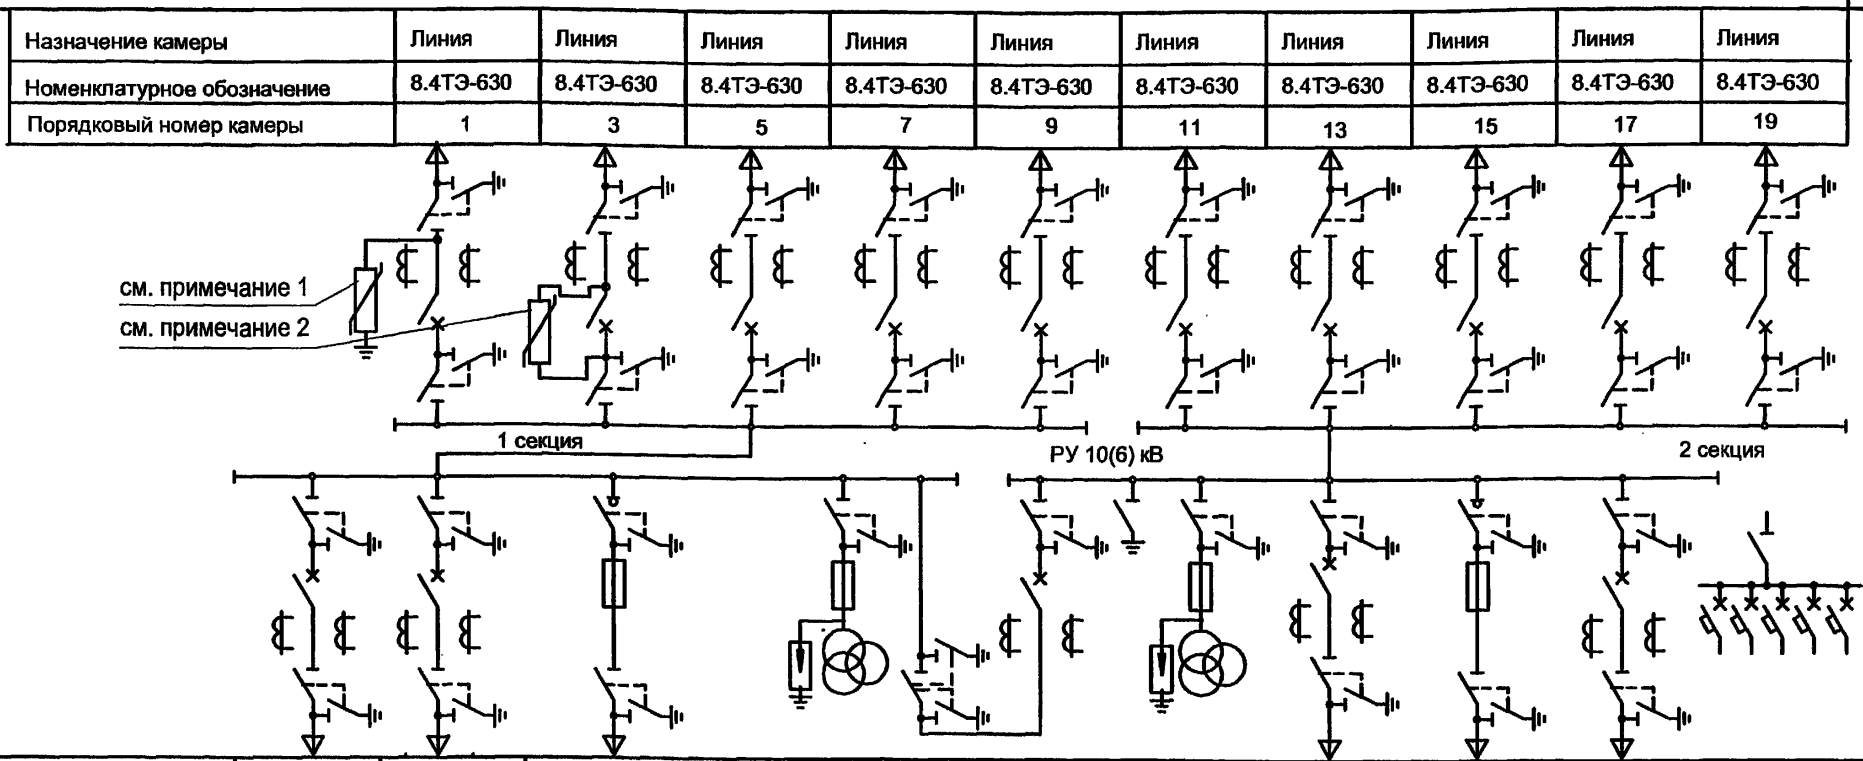 Назначение камеры Линия Линия Линия Линия Линия Линия Линия Линия Линия Линия
Номенклатурное обозначение 8.4ТЭ-630 8.4ТЭ-630 8.4ТЭ-630 8.4ТЭ-630 8.4ТЭ-630 8.4ТЭ-630 8.4ТЭ-630 8.4ТЭ-630 8.4ТЭ-630 8.4ТЭ-630
Порядковый номер камеры 1 3 5 7 9 11 13 15 17 19
см. примечание 1
см. примечание 2
1 секция
РУ 10(6) кВ
2 секция